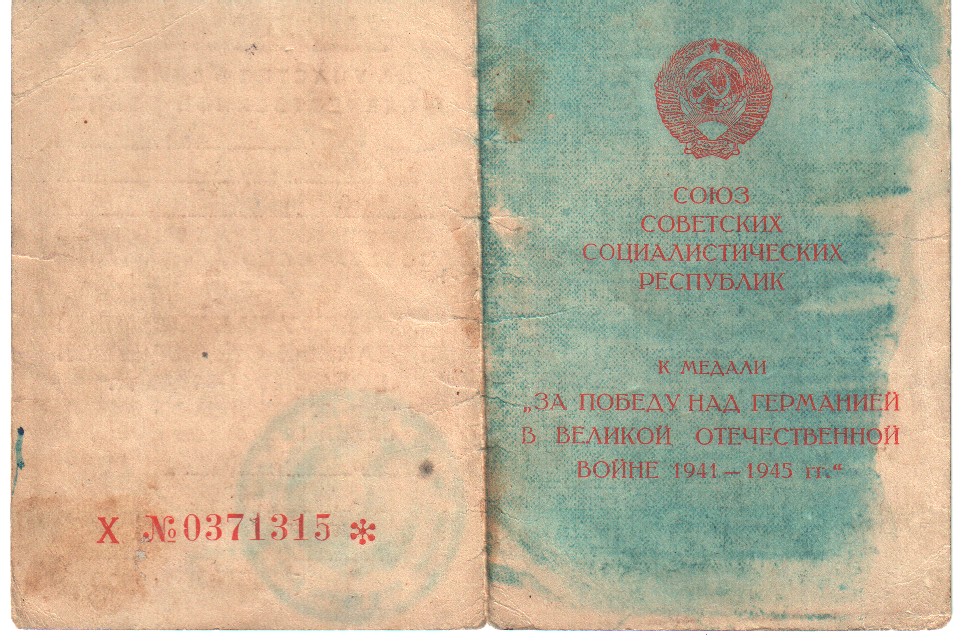 Х №0371315 *
СОЮЗ
СОВЕТСКИХ
СОЦИАЛИСТИЧЕСКИХ
РЕСПУБЛИК
К МЕДАЛИ
„ЗА ПОБЕДУ НАД ГЕРМАНИЕЙ
В ВЕЛИКОЙ ОТЕЧЕСТВЕННОЙ
ВОЙНЕ 1941 — 1945 гг.“